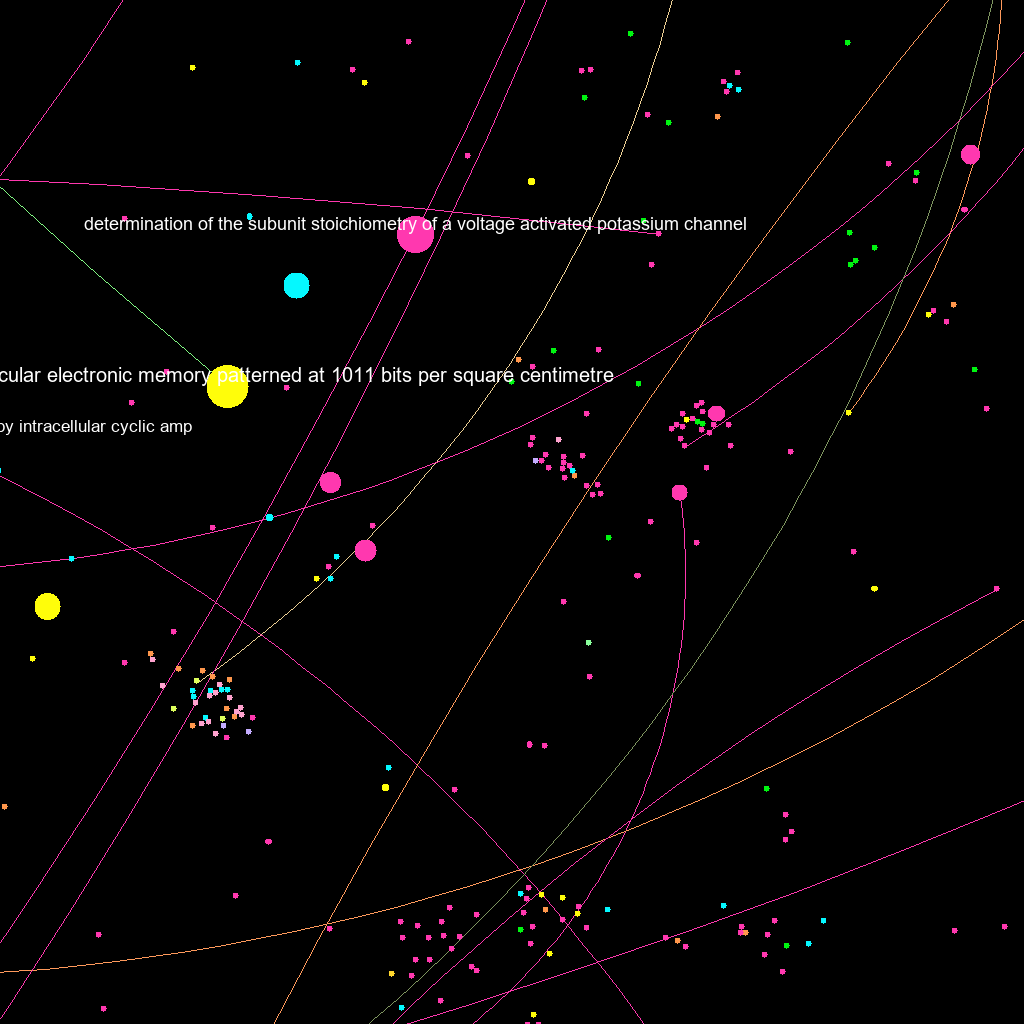 determination of the subunit stoichiometry of a voltage activated potassium channel
cular electronic memory patterned at 1011 bits per square centimetre
by intracellular cyclic amp